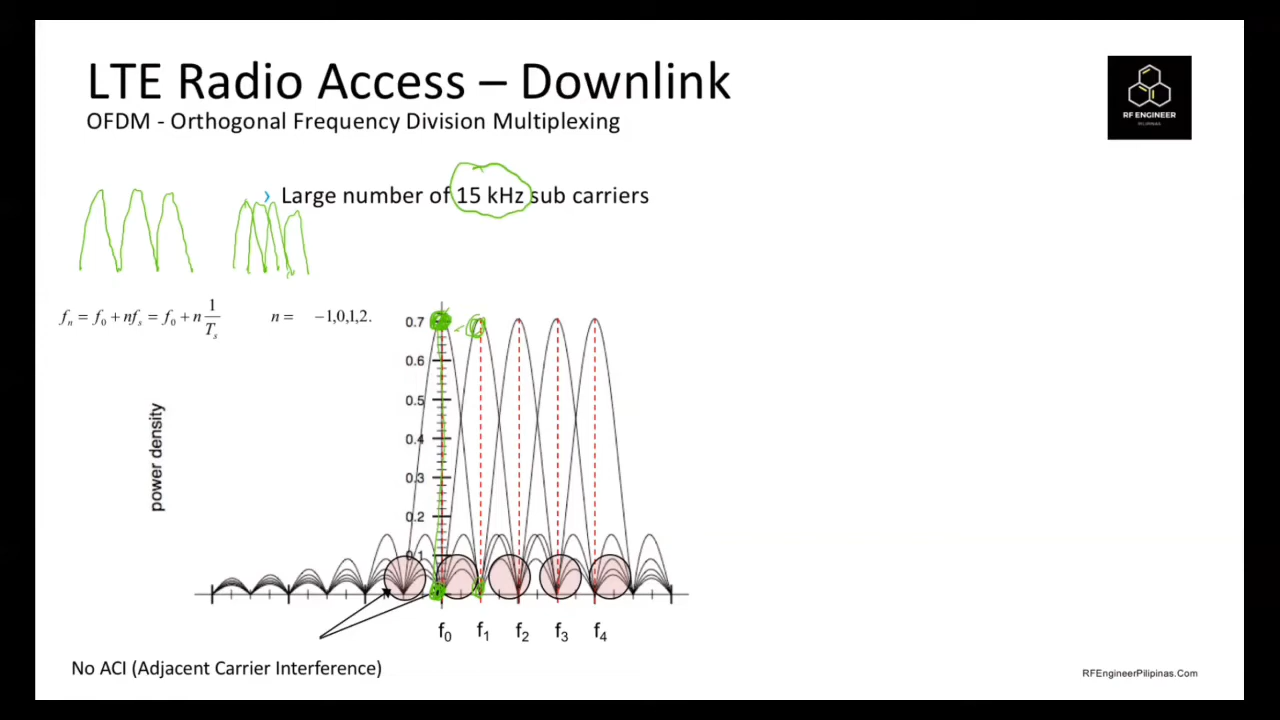 LTE Radio Access – Downlink
OFDM - Orthogonal Frequency Division Multiplexing
RF ENGINEER
PILIPINAS
› Large number of 15 kHz sub carriers
fₙ = f₀ + nfₛ = f₀ + n 1/Tₛ n = −1,0,1,2.
0.7
0.6
0.5
0.4
0.3
0.2
0.1
power density
f₀ f₁ f₂ f₃ f₄
No ACI (Adjacent Carrier Interference)
RFEngineerPilipinas.Com